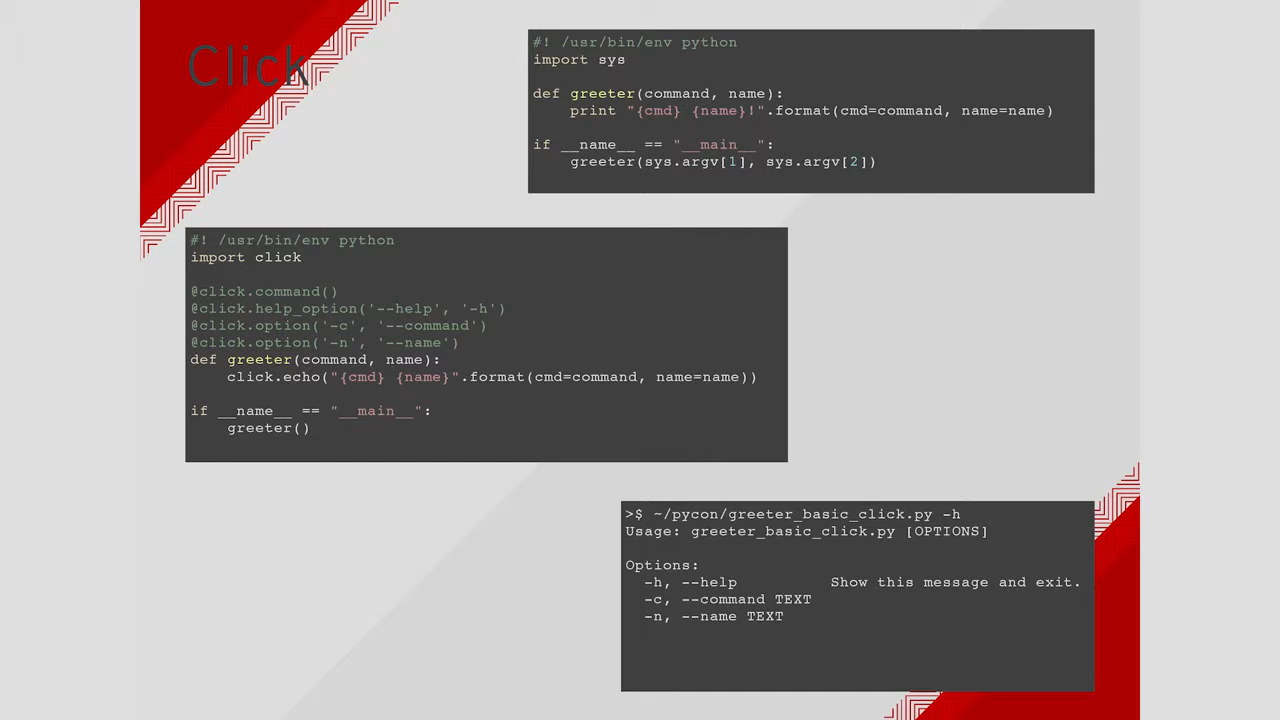 Click
#! /usr/bin/env python
import sys
def greeter(command, name):
print "{cmd} {name}!".format(cmd=command, name=name)
if __name__ == "__main__":
greeter(sys.argv[1], sys.argv[2])
#! /usr/bin/env python
import click
@click.command()
@click.help_option('--help', '-h')
@click.option('-c', '--command')
@click.option('-n', '--name')
def greeter(command, name):
click.echo("{cmd} {name}".format(cmd=command, name=name))
if __name__ == "__main__":
greeter()
>$ ~/pycon/greeter_basic_click.py -h
Usage: greeter_basic_click.py [OPTIONS]
Options:
-h, --help Show this message and exit.
-c, --command TEXT
-n, --name TEXT